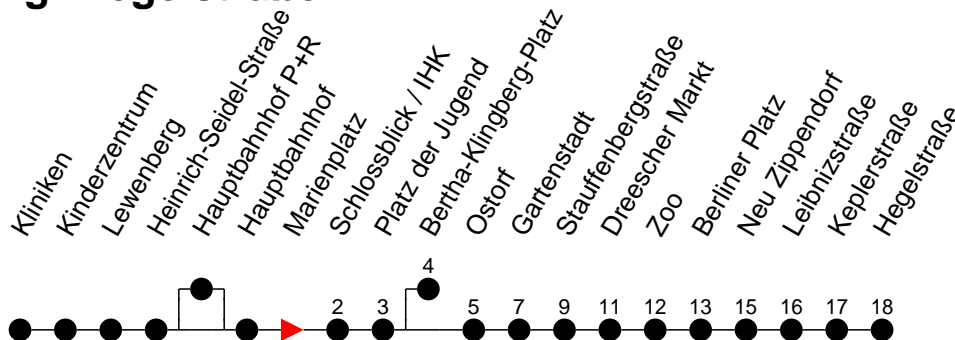 Kliniken
Kinderzentrum
Lewenberg
Heinrich-Seidel-Straße
Hauptbahnhof P+R
Hauptbahnhof
Marienplatz
Schlossblick / IHK
Platz der Jugend
Bertha-Klingberg-Platz
Ostorf
Gartenstadt
Stauffenbergstraße
Dreescher Markt
Zoo
Berliner Platz
Neu Zippendorf
Leibnizstraße
Keplerstraße
Hegelstraße
4
2 3 5 7 9 11 12 13 15 16 17 18